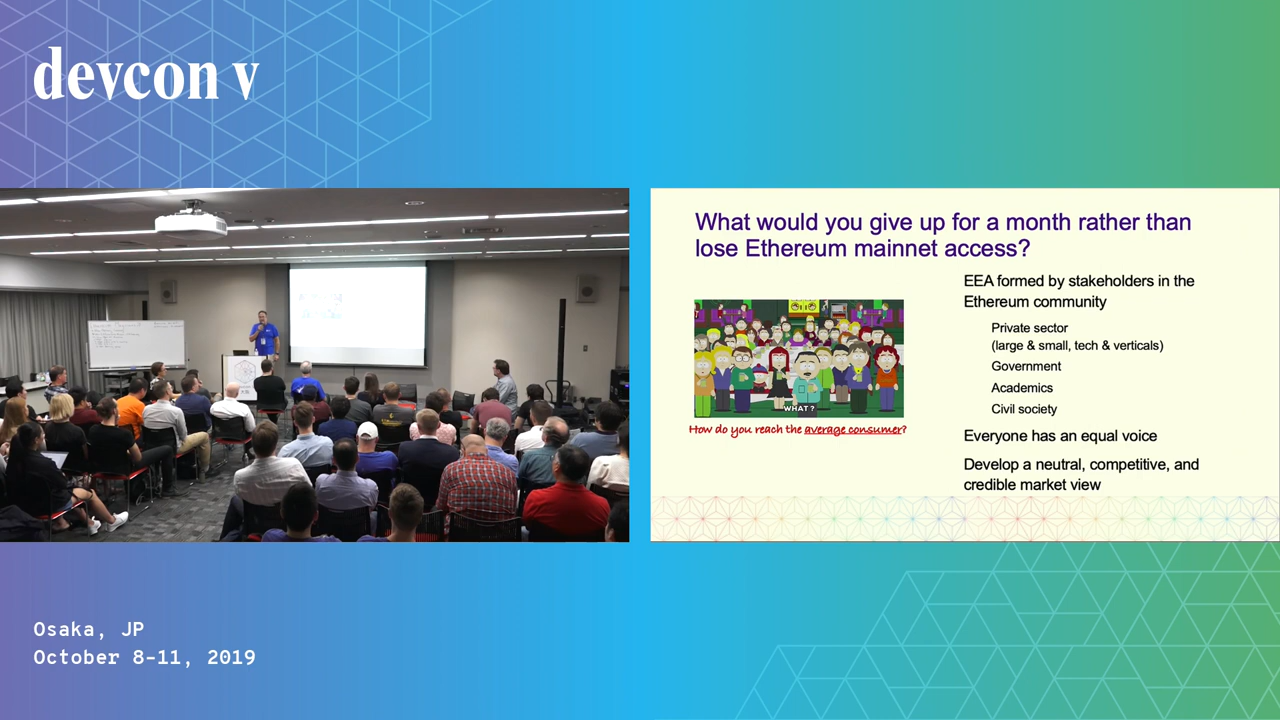 devcon v
What would you give up for a month rather than
lose Ethereum mainnet access?
WHAT ?
How do you reach the average consumer?
EEA formed by stakeholders in the
Ethereum community
Private sector
(large & small, tech & verticals)
Government
Academics
Civil society
Everyone has an equal voice
Develop a neutral, competitive, and
credible market view
Osaka, JP
October 8-11, 2019